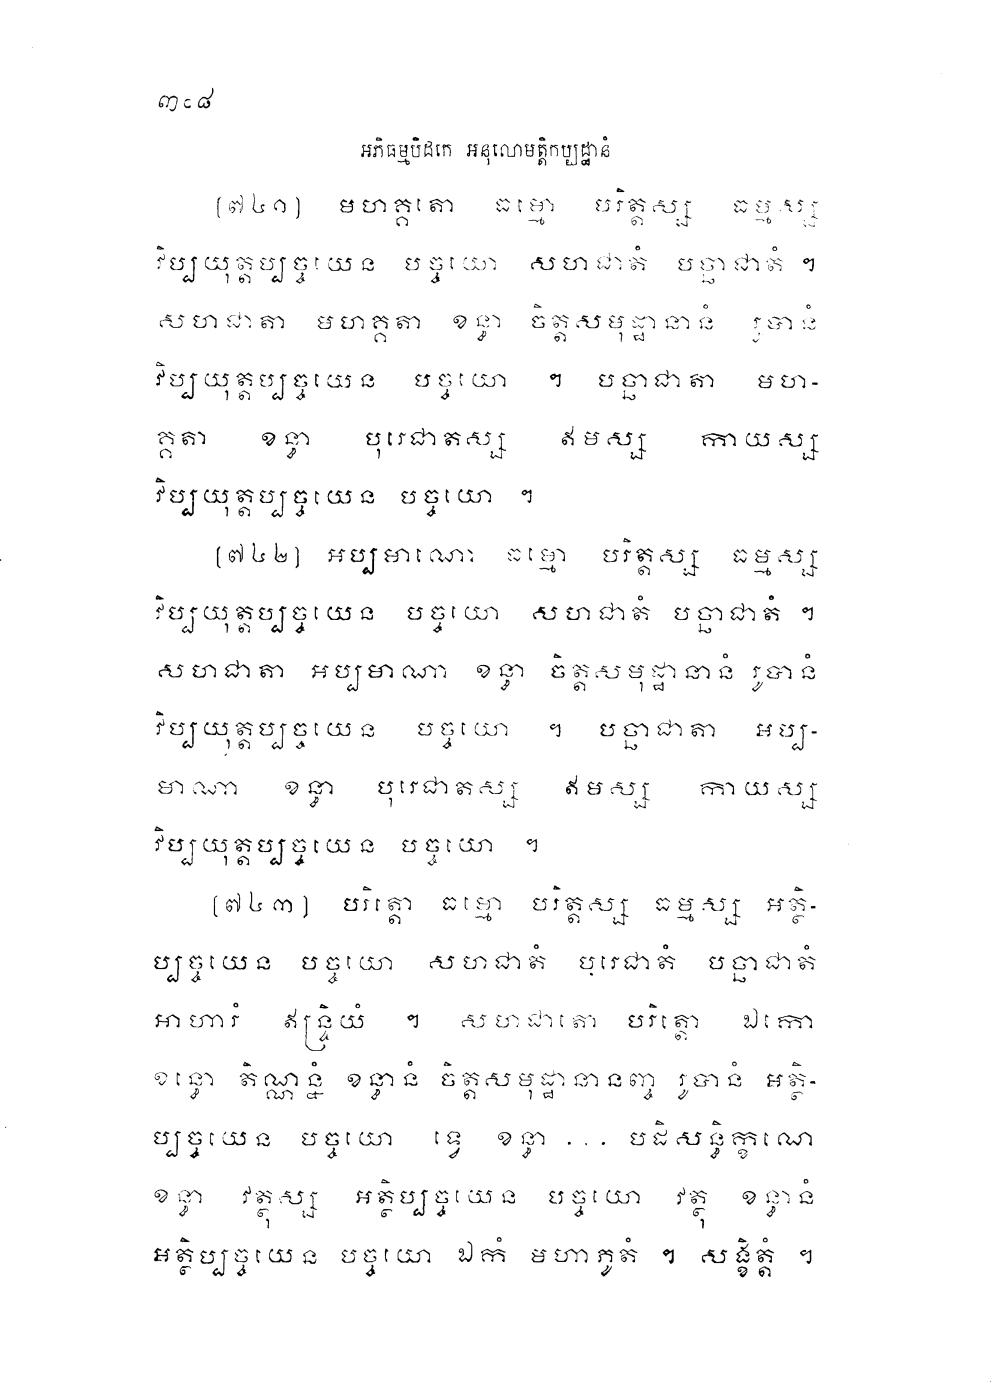 ៣១៨
អភិធម្មបិដកេ អនុលោមត្តិកប្បដ្ឋានំ
[៧៤១] មហគ្គតោ ធម្មោ បរិត្តស្ស ធម្មស្ស
វិប្បយុត្តប្បច្ចយេន បច្ចយោ សហជាតំ បច្ឆាជាតំ ។
សហជាតា មហគ្គតា ខន្ធា ចិត្តសមុដ្ឋានានំ រូបានំ
វិប្បយុត្តប្បច្ចយេន បច្ចយោ ។ បច្ឆាជាតា មហ-
គ្គតា ខន្ធា បុរេជាតស្ស ឥមស្ស កាយស្ស
វិប្បយុត្តប្បច្ចយេន បច្ចយោ ។
[៧៤២] អប្បមាណោ ធម្មោ បរិត្តស្ស ធម្មស្ស
វិប្បយុត្តប្បច្ចយេន បច្ចយោ សហជាតំ បច្ឆាជាតំ ។
សហជាតា អប្បមាណា ខន្ធា ចិត្តសមុដ្ឋានានំ រូបានំ
វិប្បយុត្តប្បច្ចយេន បច្ចយោ ។ បច្ឆាជាតា អប្ប-
មាណា ខន្ធា បុរេជាតស្ស ឥមស្ស កាយស្ស
វិប្បយុត្តប្បច្ចយេន បច្ចយោ ។
[៧៤៣] បរិត្តោ ធម្មោ បរិត្តស្ស ធម្មស្ស អត្ថិ-
ប្បច្ចយេន បច្ចយោ សហជាតំ បុរេជាតំ បច្ឆាជាតំ
អាហារំ ឥន្ទ្រិយំ ។ សហជាតោ បរិត្តោ ឯកោ
ខន្ធោ តិណ្ណន្នំ ខន្ធានំ ចិត្តសមុដ្ឋានានញ្ច រូបានំ អត្ថិ-
ប្បច្ចយេន បច្ចយោ ទ្វេ ខន្ធា ... បដិសន្ធិក្ខណេ
ខន្ធា វត្ថុស្ស អត្ថិប្បច្ចយេន បច្ចយោ វត្ថុ ខន្ធានំ
អត្ថិប្បច្ចយេន បច្ចយោ ឯកំ មហាភូតំ ។ សង្ខិត្តំ ។